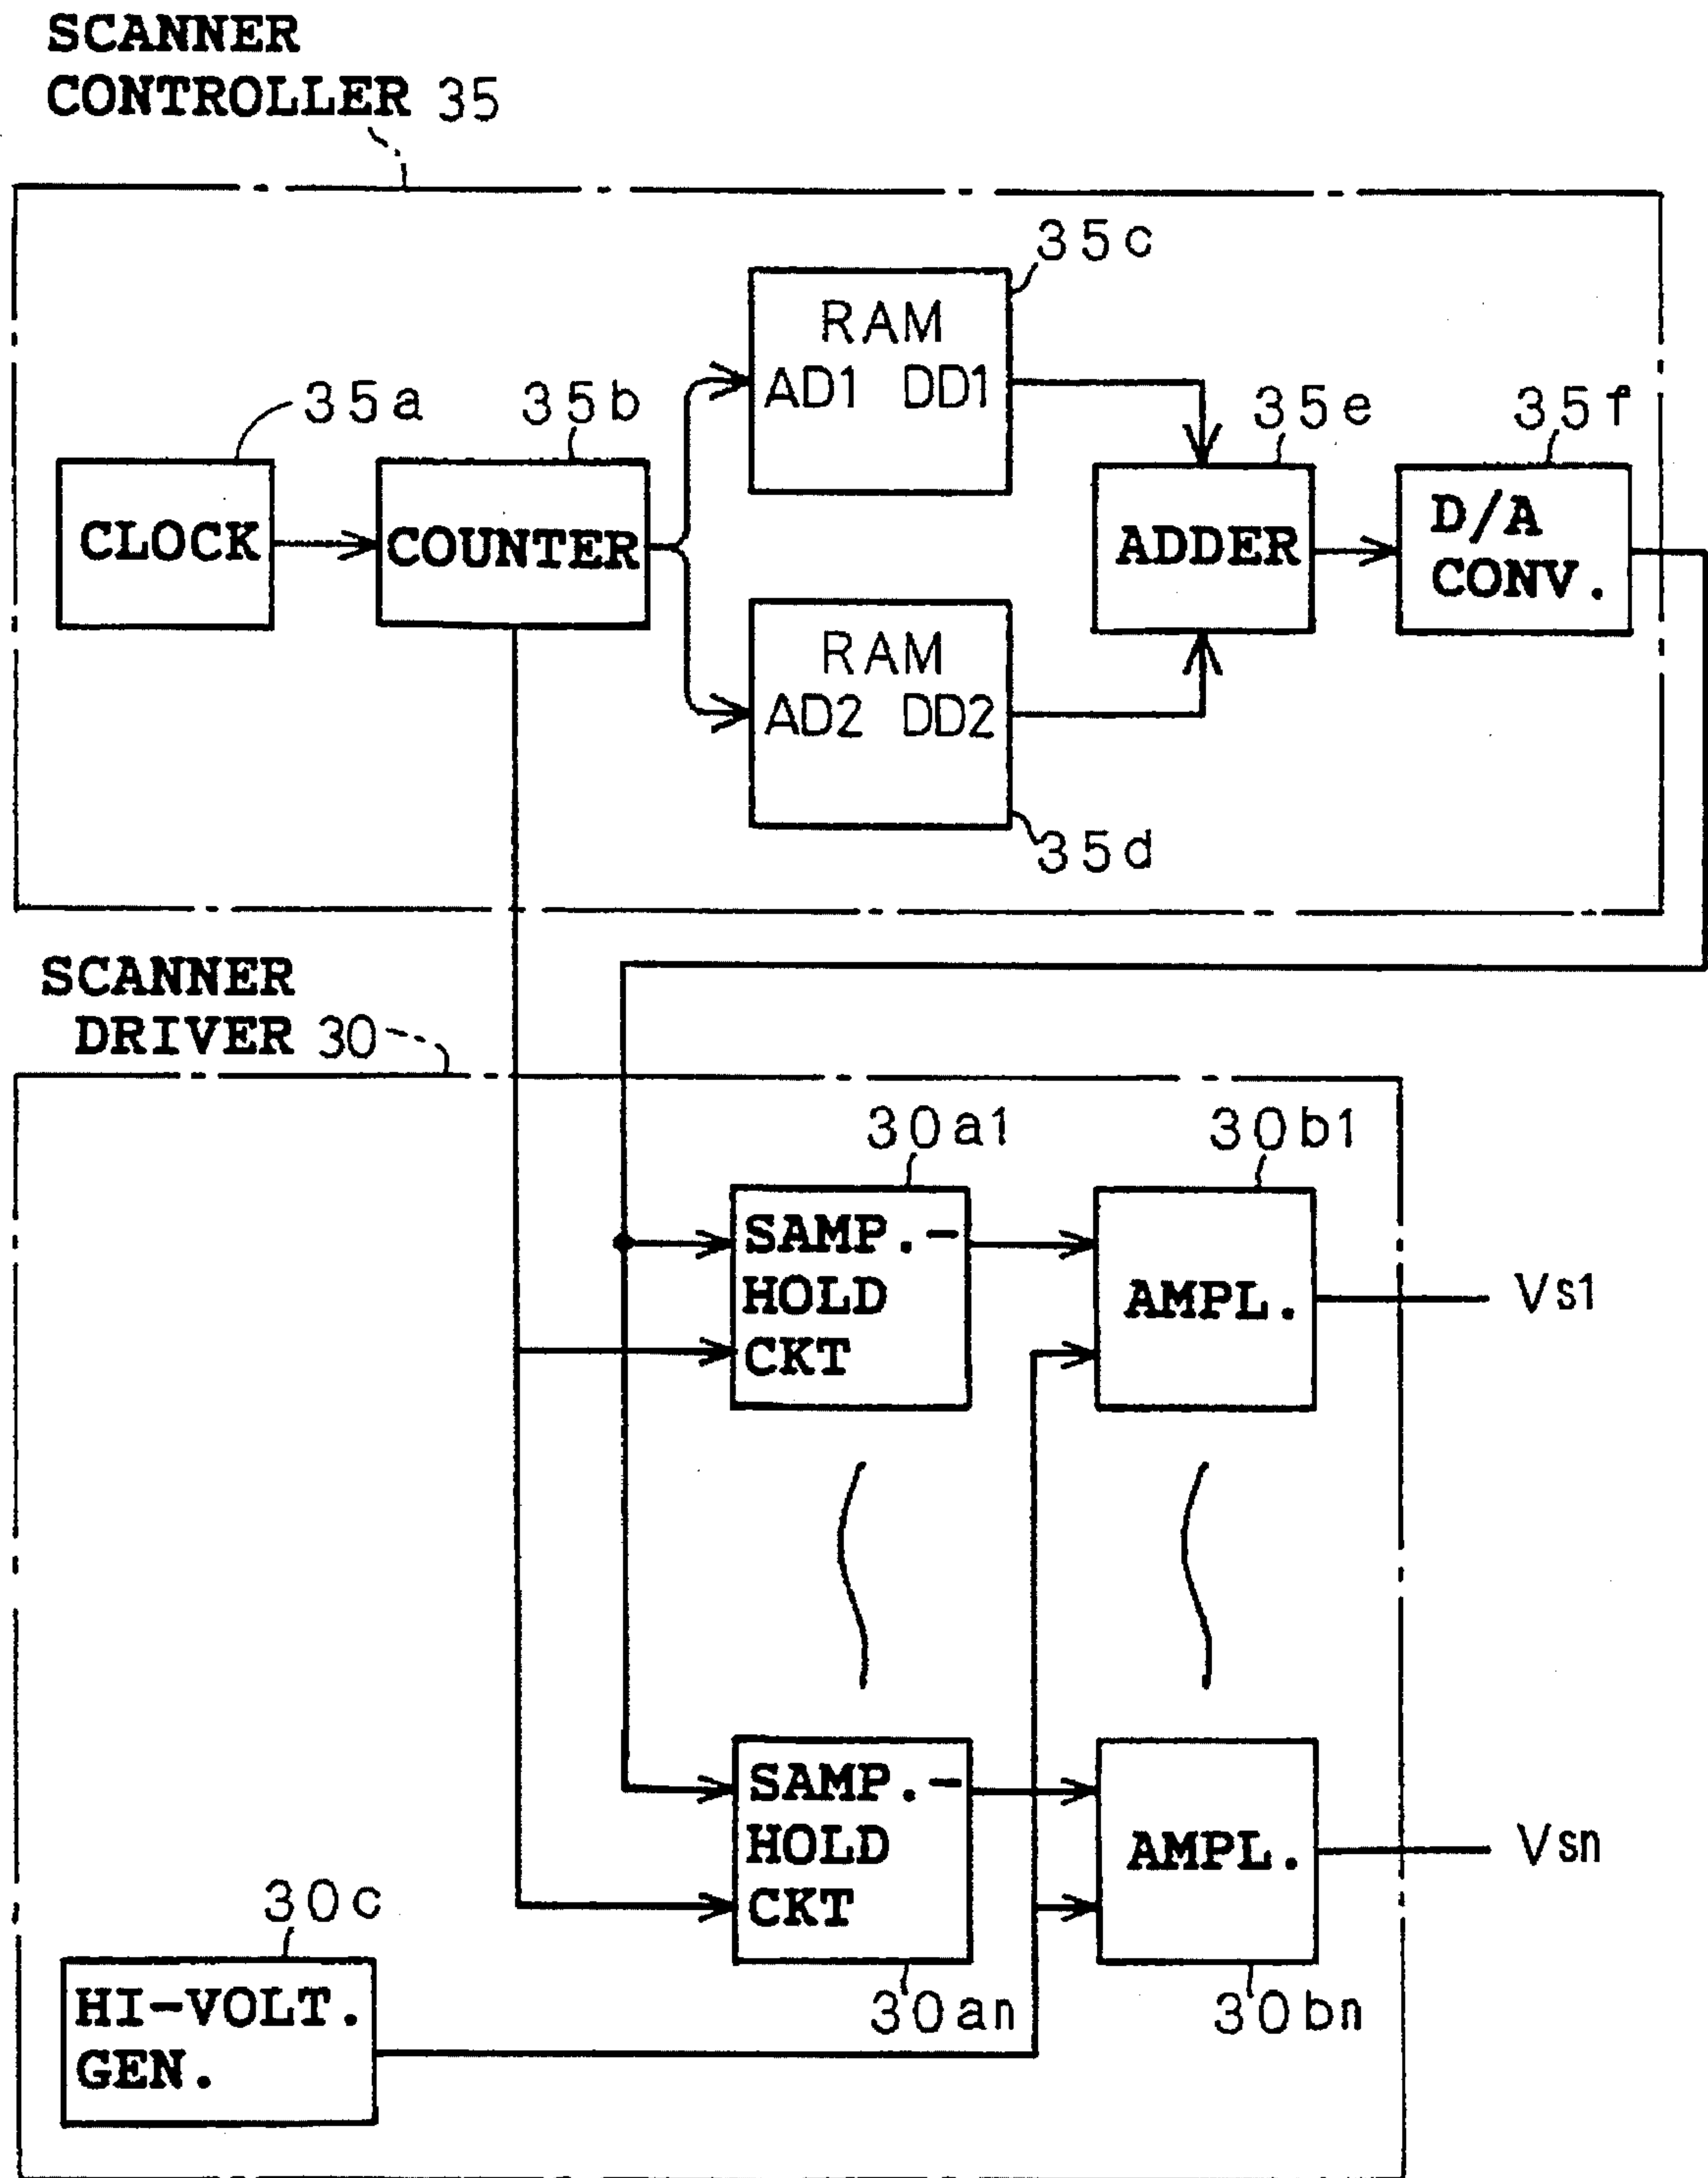 SCANNER
CONTROLLER 35
35c
RAM
AD1 DD1
35a
35b
35e
35f
CLOCK
COUNTER
ADDER
D/A
CONV.
RAM
AD2 DD2
35d
SCANNER
DRIVER 30
30a1
30b1
SAMP.-
HOLD
CKT
AMPL.
Vs1
SAMP.-
HOLD
CKT
AMPL.
Vsn
30c
30an
30bn
HI-VOLT.
GEN.